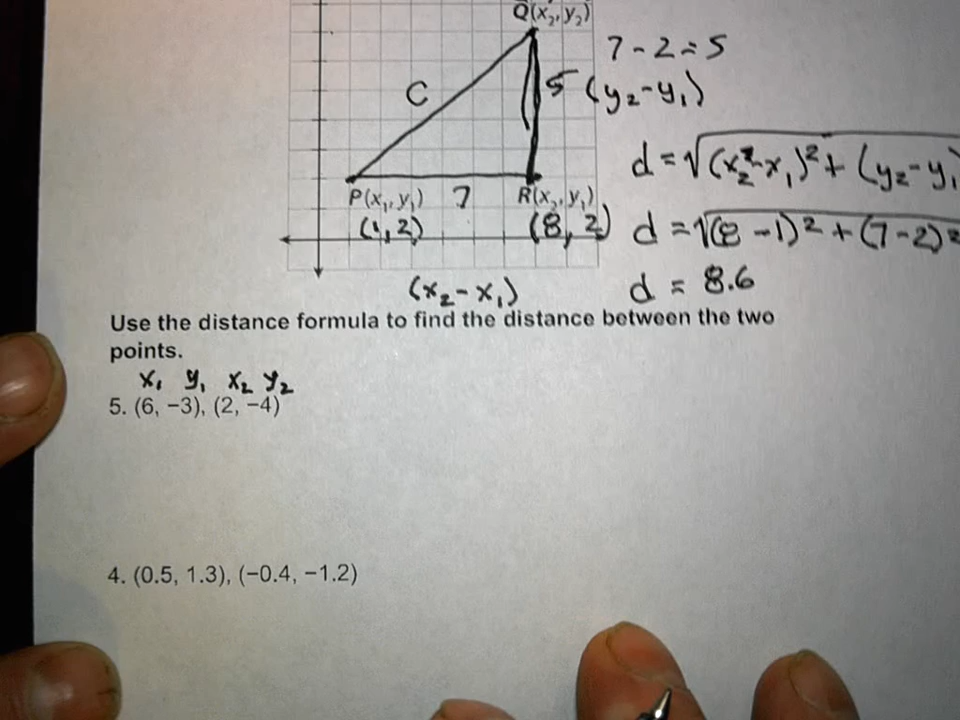 Q(x₂, y₂)
7 - 2 = 5
C
5 (y₂-y₁)
d = √(x₂-x₁)² + (y₂-y₁
P(x₁, y₁) 7 R(x₂, y₁)
(1, 2) (8, 2)
d = √(8 -1)² + (7-2)²
(x₂ - x₁)
d = 8.6
Use the distance formula to find the distance between the two
points.
x₁ y₁ x₂ y₂
5. (6, −3), (2, −4)
4. (0.5, 1.3), (−0.4, −1.2)